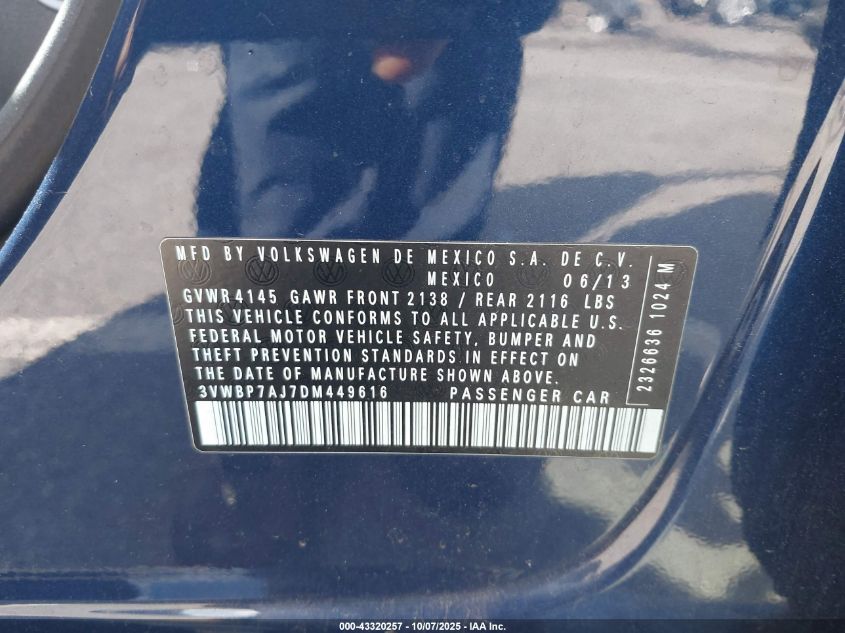 MFD BY VOLKSWAGEN DE MEXICO S.A. DE C.V.
MEXICO 06/13
GVWR 4145 GAWR FRONT 2138 / REAR 2116 LBS
THIS VEHICLE CONFORMS TO ALL APPLICABLE U.S.
FEDERAL MOTOR VEHICLE SAFETY, BUMPER AND
THEFT PREVENTION STANDARDS IN EFFECT ON
THE DATE OF MANUFACTURE SHOWN ABOVE.
3VWBP7AJ7DM449616 PASSENGER CAR
2326636 1024 M
000-43320257 - 10/07/2025 - IAA Inc.